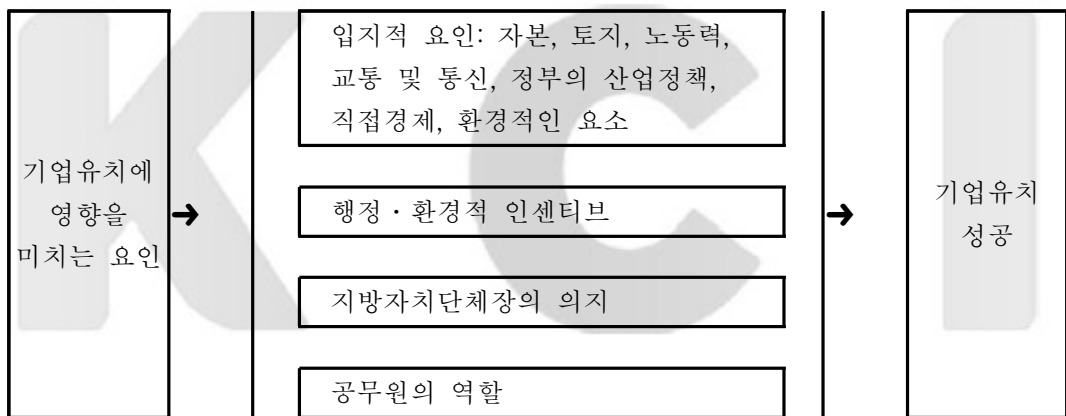 기업유치에
영향을
미치는 요인
➜
입지적 요인: 자본, 토지, 노동력,
교통 및 통신, 정부의 산업정책,
직접경제, 환경적인 요소
행정・환경적 인센티브
지방자치단체장의 의지
공무원의 역할
➜
기업유치
성공
KCI